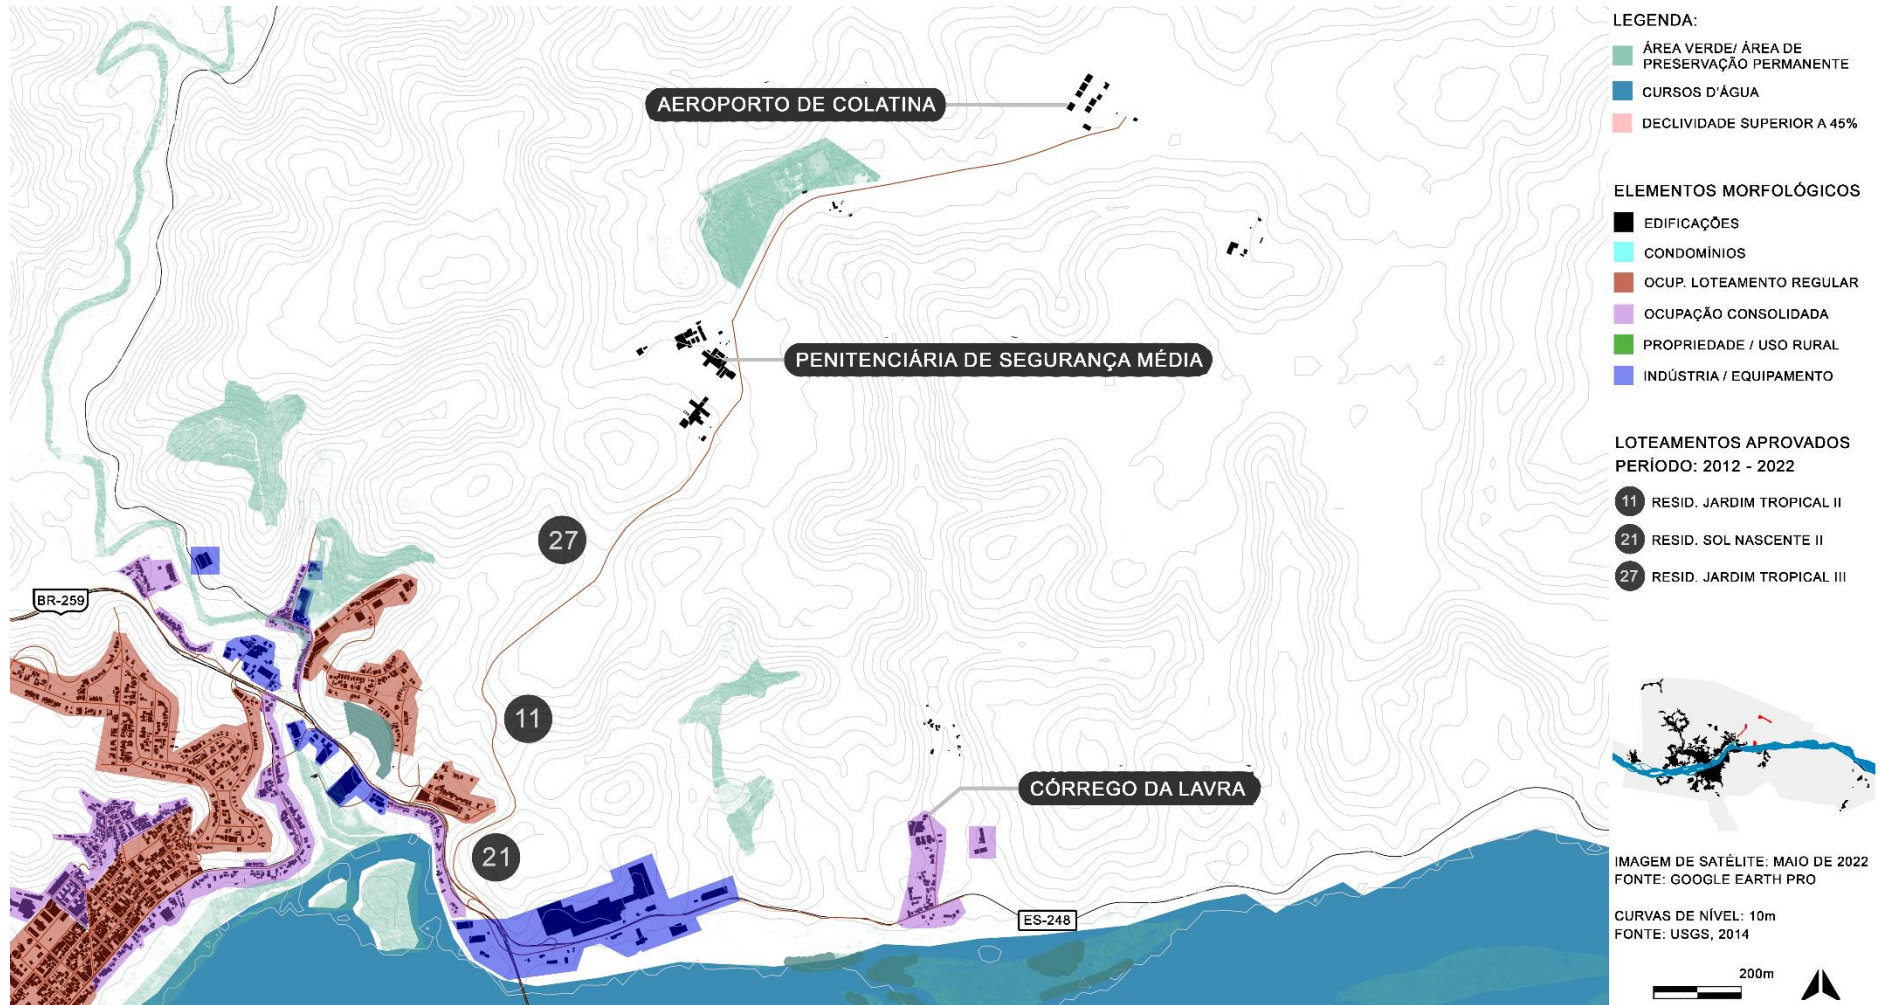 AEROPORTO DE COLATINA
PENITENCIÁRIA DE SEGURANÇA MÉDIA
27
BR-259
11
CÓRREGO DA LAVRA
21
ES-248
LEGENDA:
ÁREA VERDE/ ÁREA DE
PRESERVAÇÃO PERMANENTE
CURSOS D'ÁGUA
DECLIVIDADE SUPERIOR A 45%
ELEMENTOS MORFOLÓGICOS
EDIFICAÇÕES
CONDOMÍNIOS
OCUP. LOTEAMENTO REGULAR
OCUPAÇÃO CONSOLIDADA
PROPRIEDADE / USO RURAL
INDÚSTRIA / EQUIPAMENTO
LOTEAMENTOS APROVADOS
PERÍODO: 2012 - 2022
11 RESID. JARDIM TROPICAL II
21 RESID. SOL NASCENTE II
27 RESID. JARDIM TROPICAL III
IMAGEM DE SATÉLITE: MAIO DE 2022
FONTE: GOOGLE EARTH PRO
CURVAS DE NÍVEL: 10m
FONTE: USGS, 2014
200m